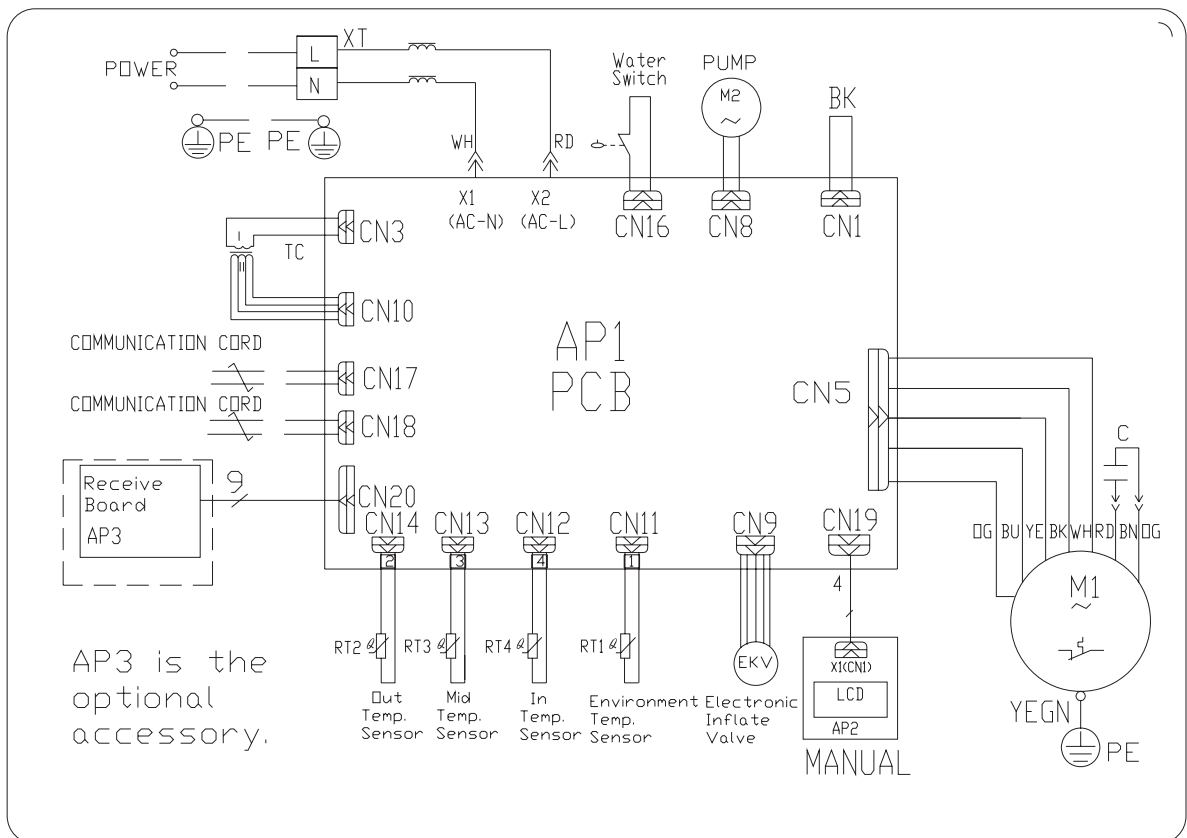 POWER
L
N
XT
PE
PE
WH
RD
Water
Switch
PUMP
M2
~
BK
X1
(AC-N)
X2
(AC-L)
CN16
CN8
CN1
CN3
TC
I
II
CN10
COMMUNICATION CORD
CN17
COMMUNICATION CORD
CN18
AP1
PCB
CN5
C
Receive
Board
AP3
9
CN20
CN14
CN13
CN12
CN11
CN9
CN19
2
3
4
1
4
OG BU YE BK WH RD BN OG
M1
~
RT2
RT3
RT4
RT1
EKV
X1(CN1)
LCD
AP2
MANUAL
Out
Temp.
Sensor
Mid
Temp.
Sensor
In
Temp.
Sensor
Environment
Temp.
Sensor
Electronic
Inflate
Valve
YEGN
PE
AP3 is the
optional
accessory.